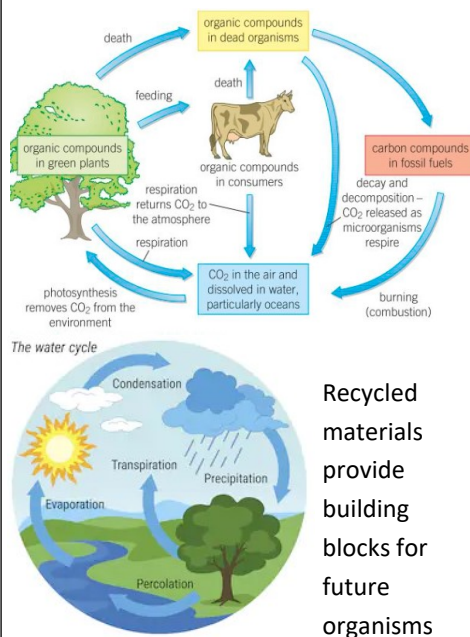 organic compounds
in dead organisms
death
feeding
death
organic compounds
in green plants
organic compounds
in consumers
carbon compounds
in fossil fuels
respiration
returns CO₂ to
the atmosphere
decay and
decomposition –
CO₂ released as
microorganisms
respire
respiration
CO₂ in the air and
dissolved in water,
particularly oceans
photosynthesis
removes CO₂ from the
environment
burning
(combustion)
The water cycle
Condensation
Transpiration
Precipitation
Evaporation
Percolation
Recycled
materials
provide
building
blocks for
future
organisms